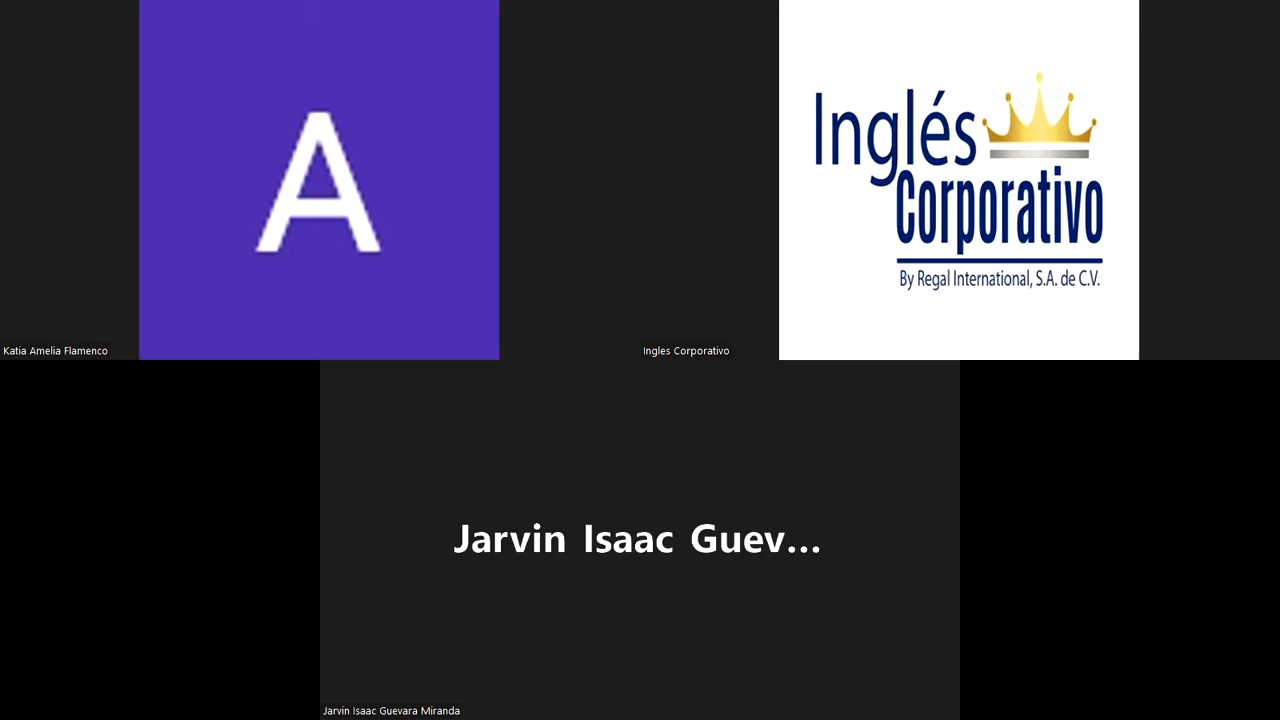 A
Inglés
Corporativo
By Regal International, S.A. de C.V.
Katia Amelia Flamenco
Ingles Corporativo
Jarvin Isaac Guev...
Jarvin Isaac Guevara Miranda